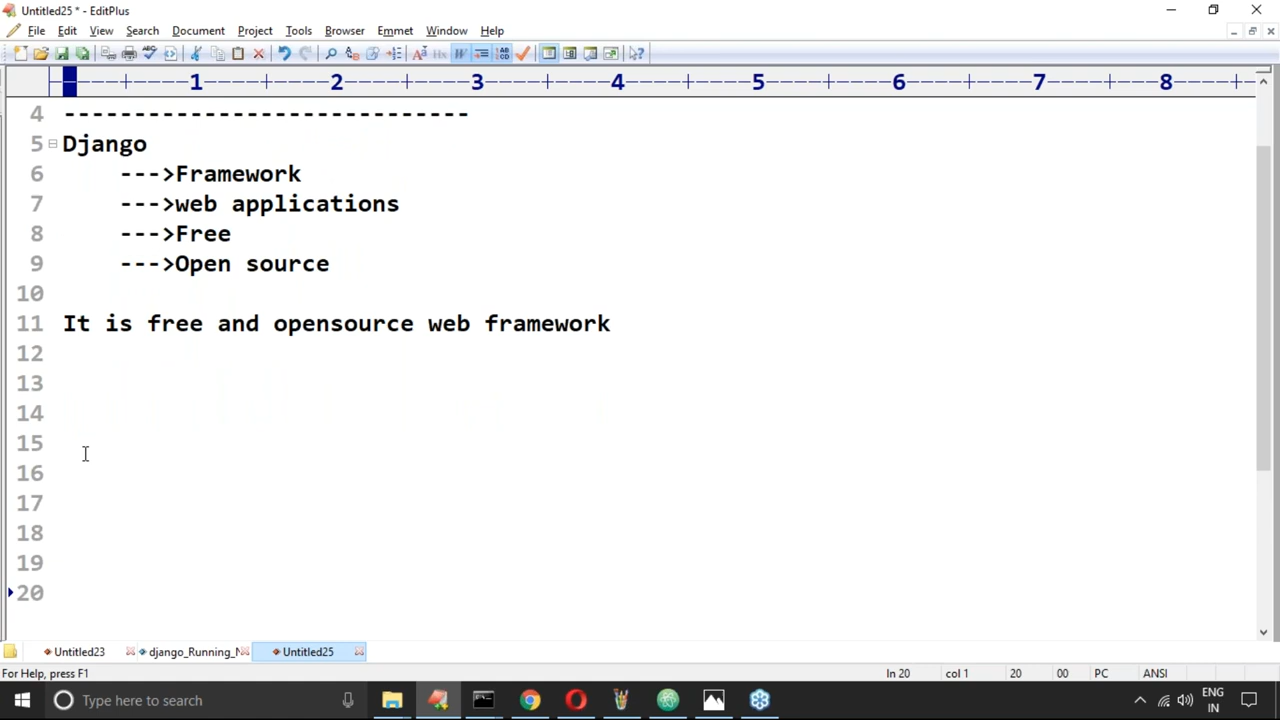 Untitled25 * - EditPlus
File Edit View Search Document Project Tools Browser Emmet Window Help
1 2 3 4 5 6 7 8
4 -----------------------------
5 Django
6 --->Framework
7 --->web applications
8 --->Free
9 --->Open source
10
11 It is free and opensource web framework
12
13
14
15
16
17
18
19
20
Untitled23 django_Running_N Untitled25
For Help, press F1 ln 20 col 1 20 00 PC ANSI
Type here to search ENG
IN